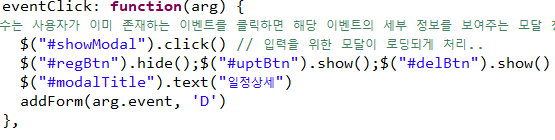 eventClick: function(arg) {
수는 사용자가 이미 존재하는 이벤트를 클릭하면 해당 이벤트의 세부 정보를 보여주는 모달 창
$("#showModal").click() // 입력을 위한 모달이 로딩되게 처리..
$("#regBtn").hide();$("#uptBtn").show();$("#delBtn").show()
$("#modalTitle").text("일정상세")
addForm(arg.event, 'D')
},